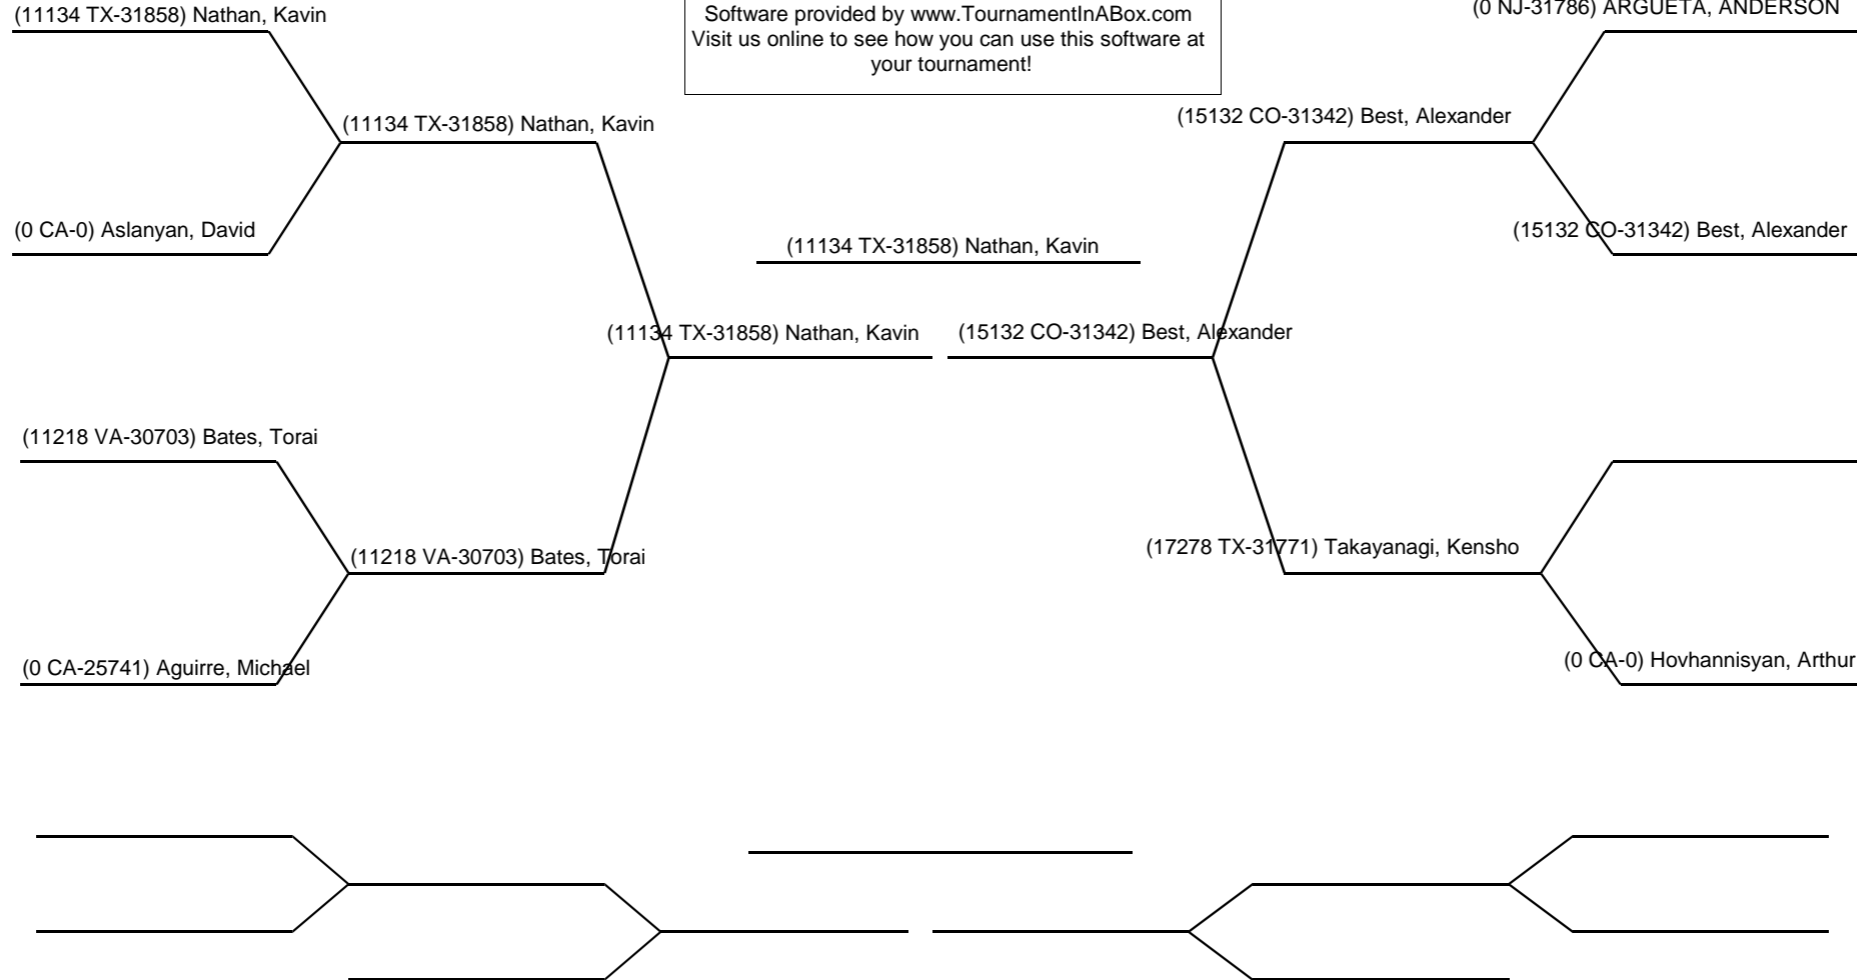 (11134 TX-31858) Nathan, Kavin
Software provided by www.TournamentInABox.com
Visit us online to see how you can use this software at
your tournament!
(0 NJ-31786) ARGUETA, ANDERSON
(11134 TX-31858) Nathan, Kavin
(15132 CO-31342) Best, Alexander
(0 CA-0) Aslanyan, David
(11134 TX-31858) Nathan, Kavin
(15132 CO-31342) Best, Alexander
(11134 TX-31858) Nathan, Kavin
(15132 CO-31342) Best, Alexander
(11218 VA-30703) Bates, Torai
(11218 VA-30703) Bates, Torai
(17278 TX-31771) Takayanagi, Kensho
(0 CA-25741) Aguirre, Michael
(0 CA-0) Hovhannisyan, Arthur